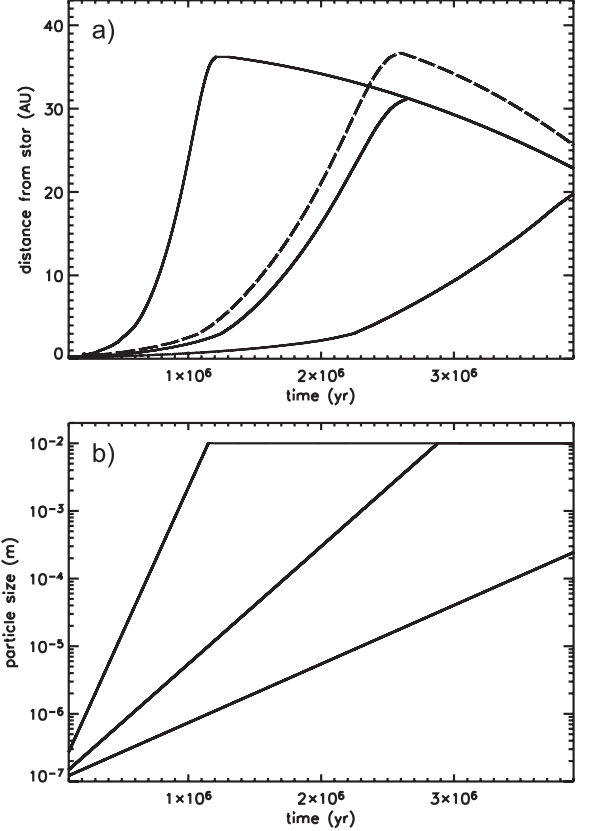 a)
40
30
20
10
0
distance from star (AU)
1×10⁶
2×10⁶
3×10⁶
time (yr)
b)
10⁻²
10⁻³
10⁻⁴
10⁻⁵
10⁻⁶
10⁻⁷
particle size (m)
1×10⁶
2×10⁶
3×10⁶
time (yr)